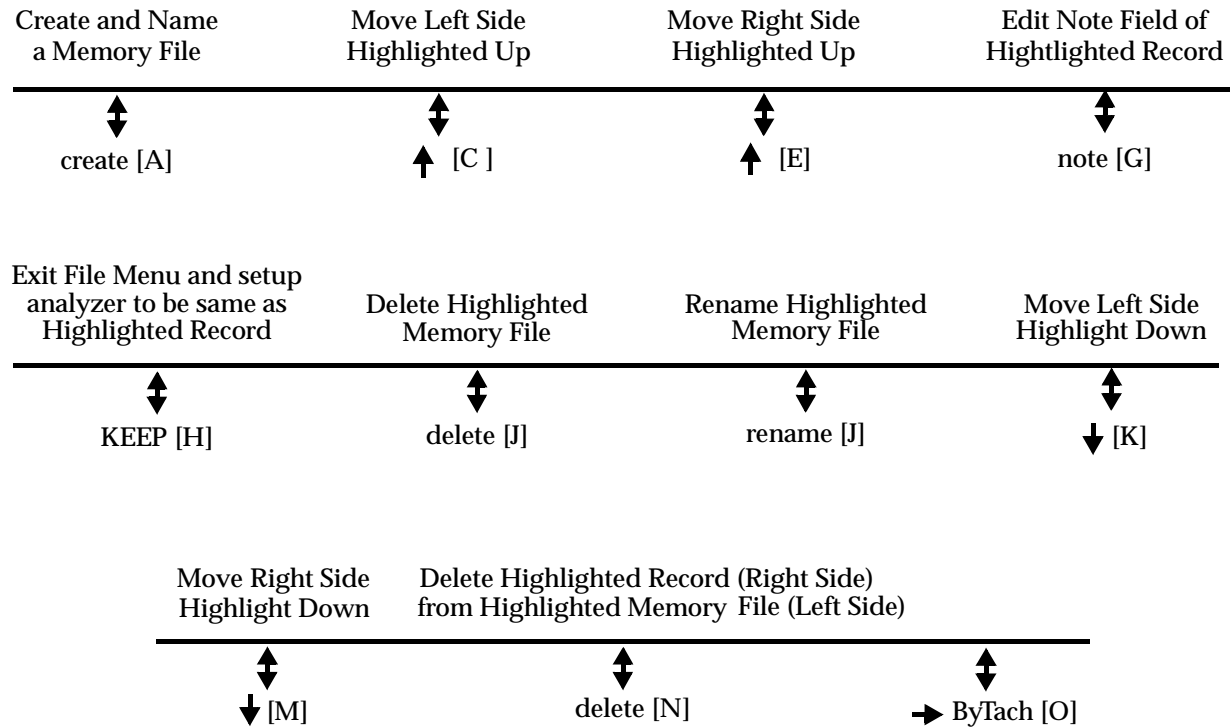 Create and Name
a Memory File
Move Left Side
Highlighted Up
Move Right Side
Highlighted Up
Edit Note Field of
Hightlighted Record
create [A]
↑ [C ]
↑ [E]
note [G]
Exit File Menu and setup
analyzer to be same as
Highlighted Record
Delete Highlighted
Memory File
Rename Highlighted
Memory File
Move Left Side
Highlight Down
KEEP [H]
delete [J]
rename [J]
↓ [K]
Move Right Side
Highlight Down
Delete Highlighted Record (Right Side)
from Highlighted Memory File (Left Side)
↓ [M]
delete [N]
→ ByTach [O]